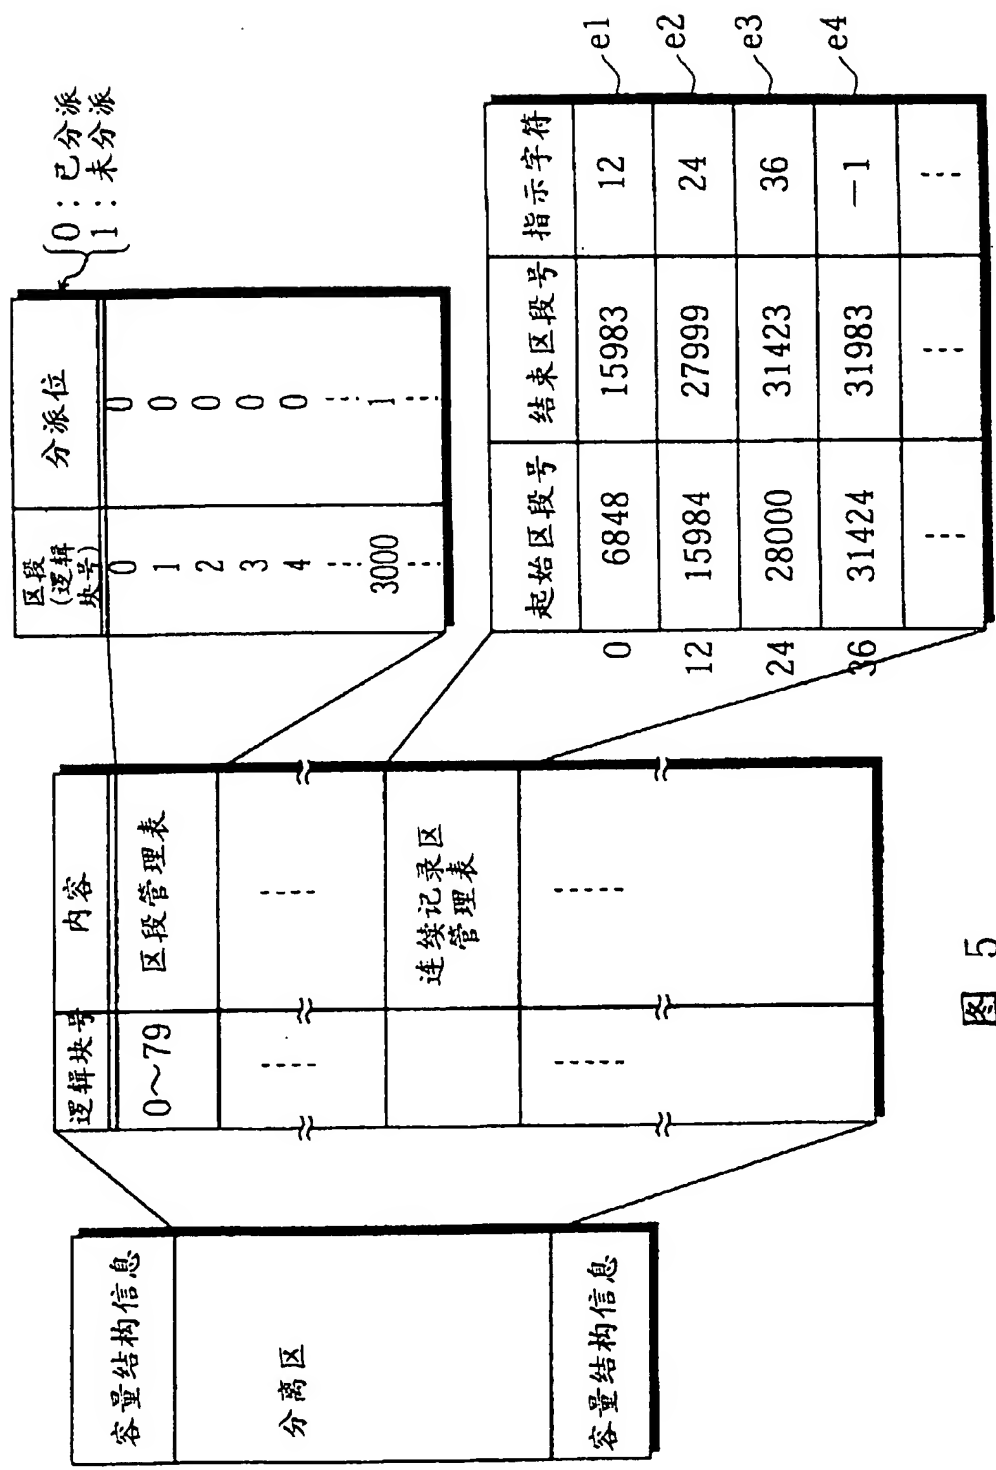 容量结构信息
分离区
容量结构信息
逻辑块号 内容
0～79 区段管理表
连续记录区
管理表
区段
(逻辑
块号) 分派位
0 0
1 0
2 0
3 0
4 0
3000 1
0：已分派
1：未分派
起始区段号 结束区段号 指示字符
0 6848 15983 12 e1
12 15984 27999 24 e2
24 28000 31423 36 e3
36 31424 31983 -1 e4
图 5